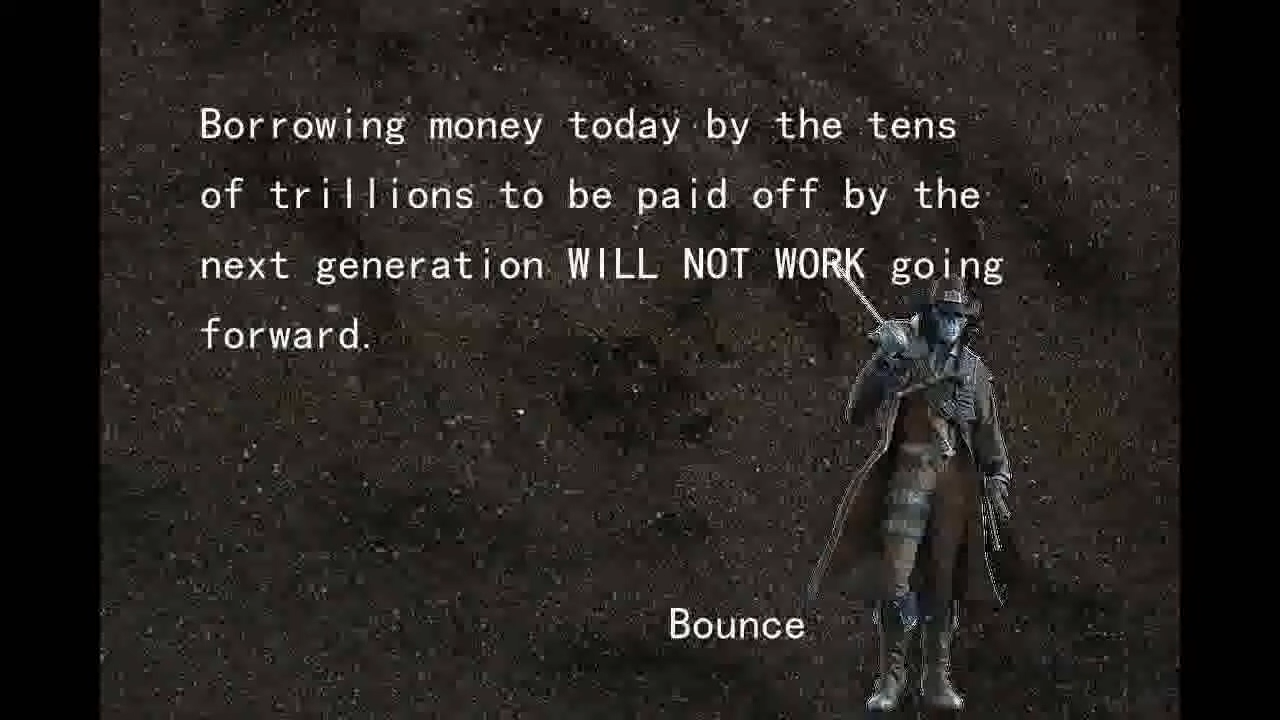 Borrowing money today by the tens
of trillions to be paid off by the
next generation WILL NOT WORK going
forward.
Bounce